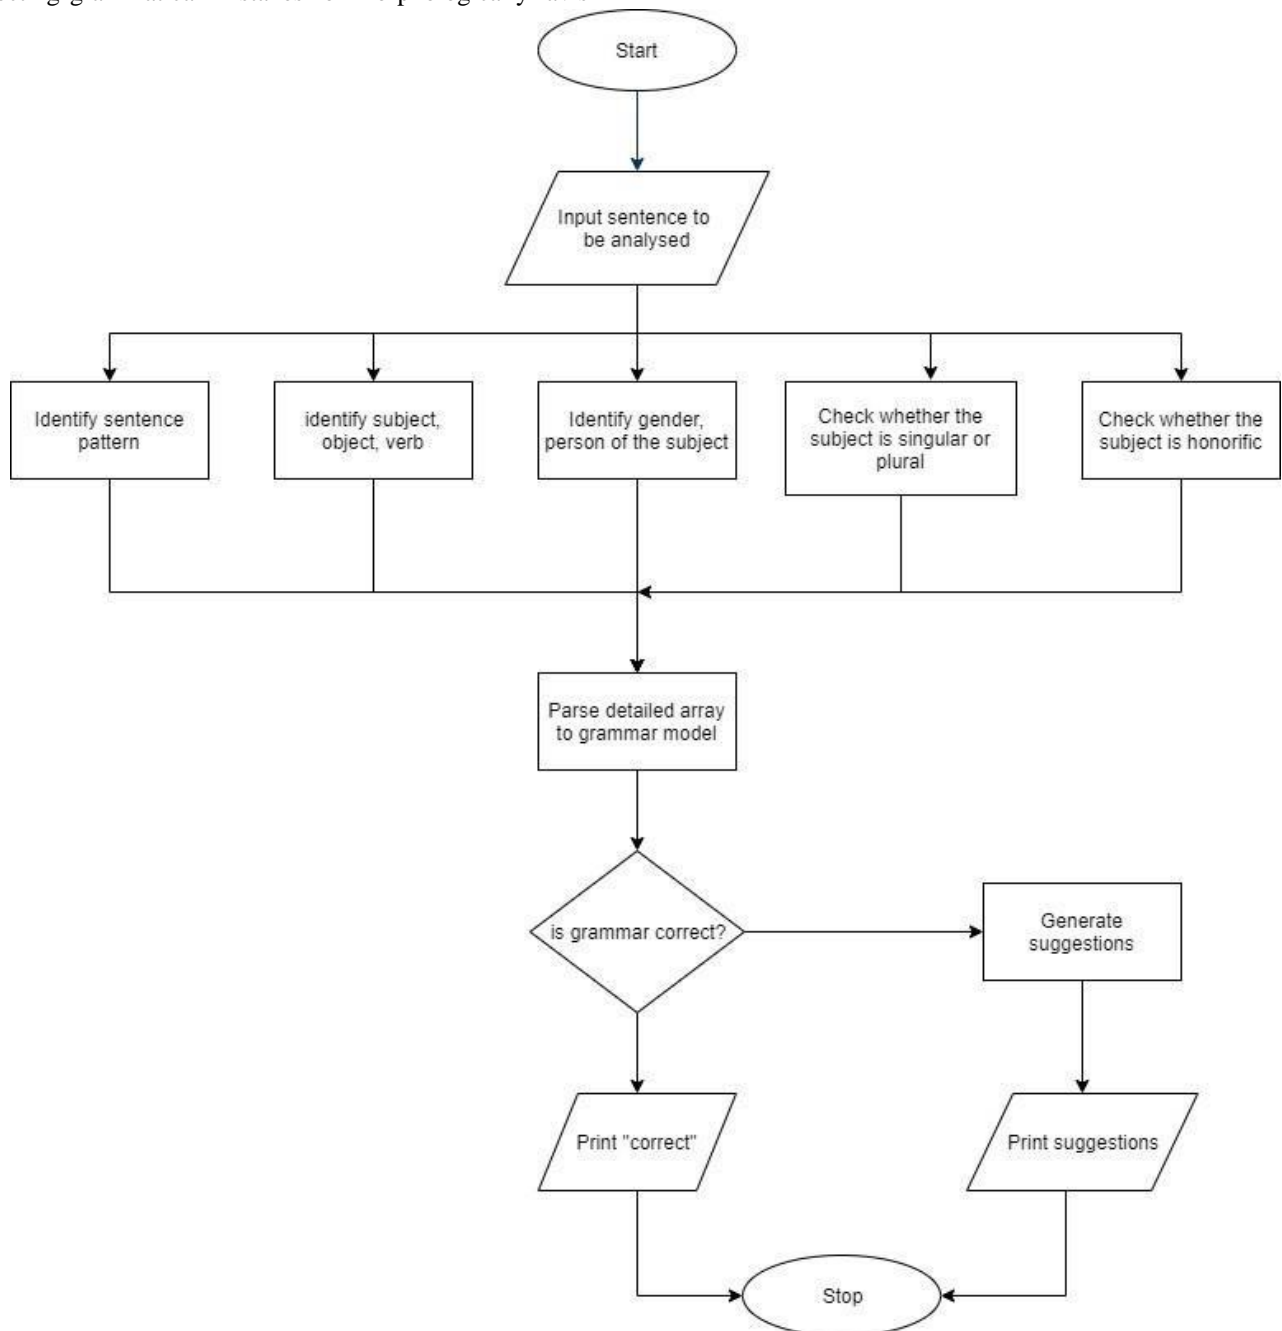 Start
Input sentence to
be analysed
Identify sentence
pattern
identify subject,
object, verb
Identify gender,
person of the subject
Check whether the
subject is singular or
plural
Check whether the
subject is honorific
Parse detailed array
to grammar model
is grammar correct?
Generate
suggestions
Print "correct"
Print suggestions
Stop